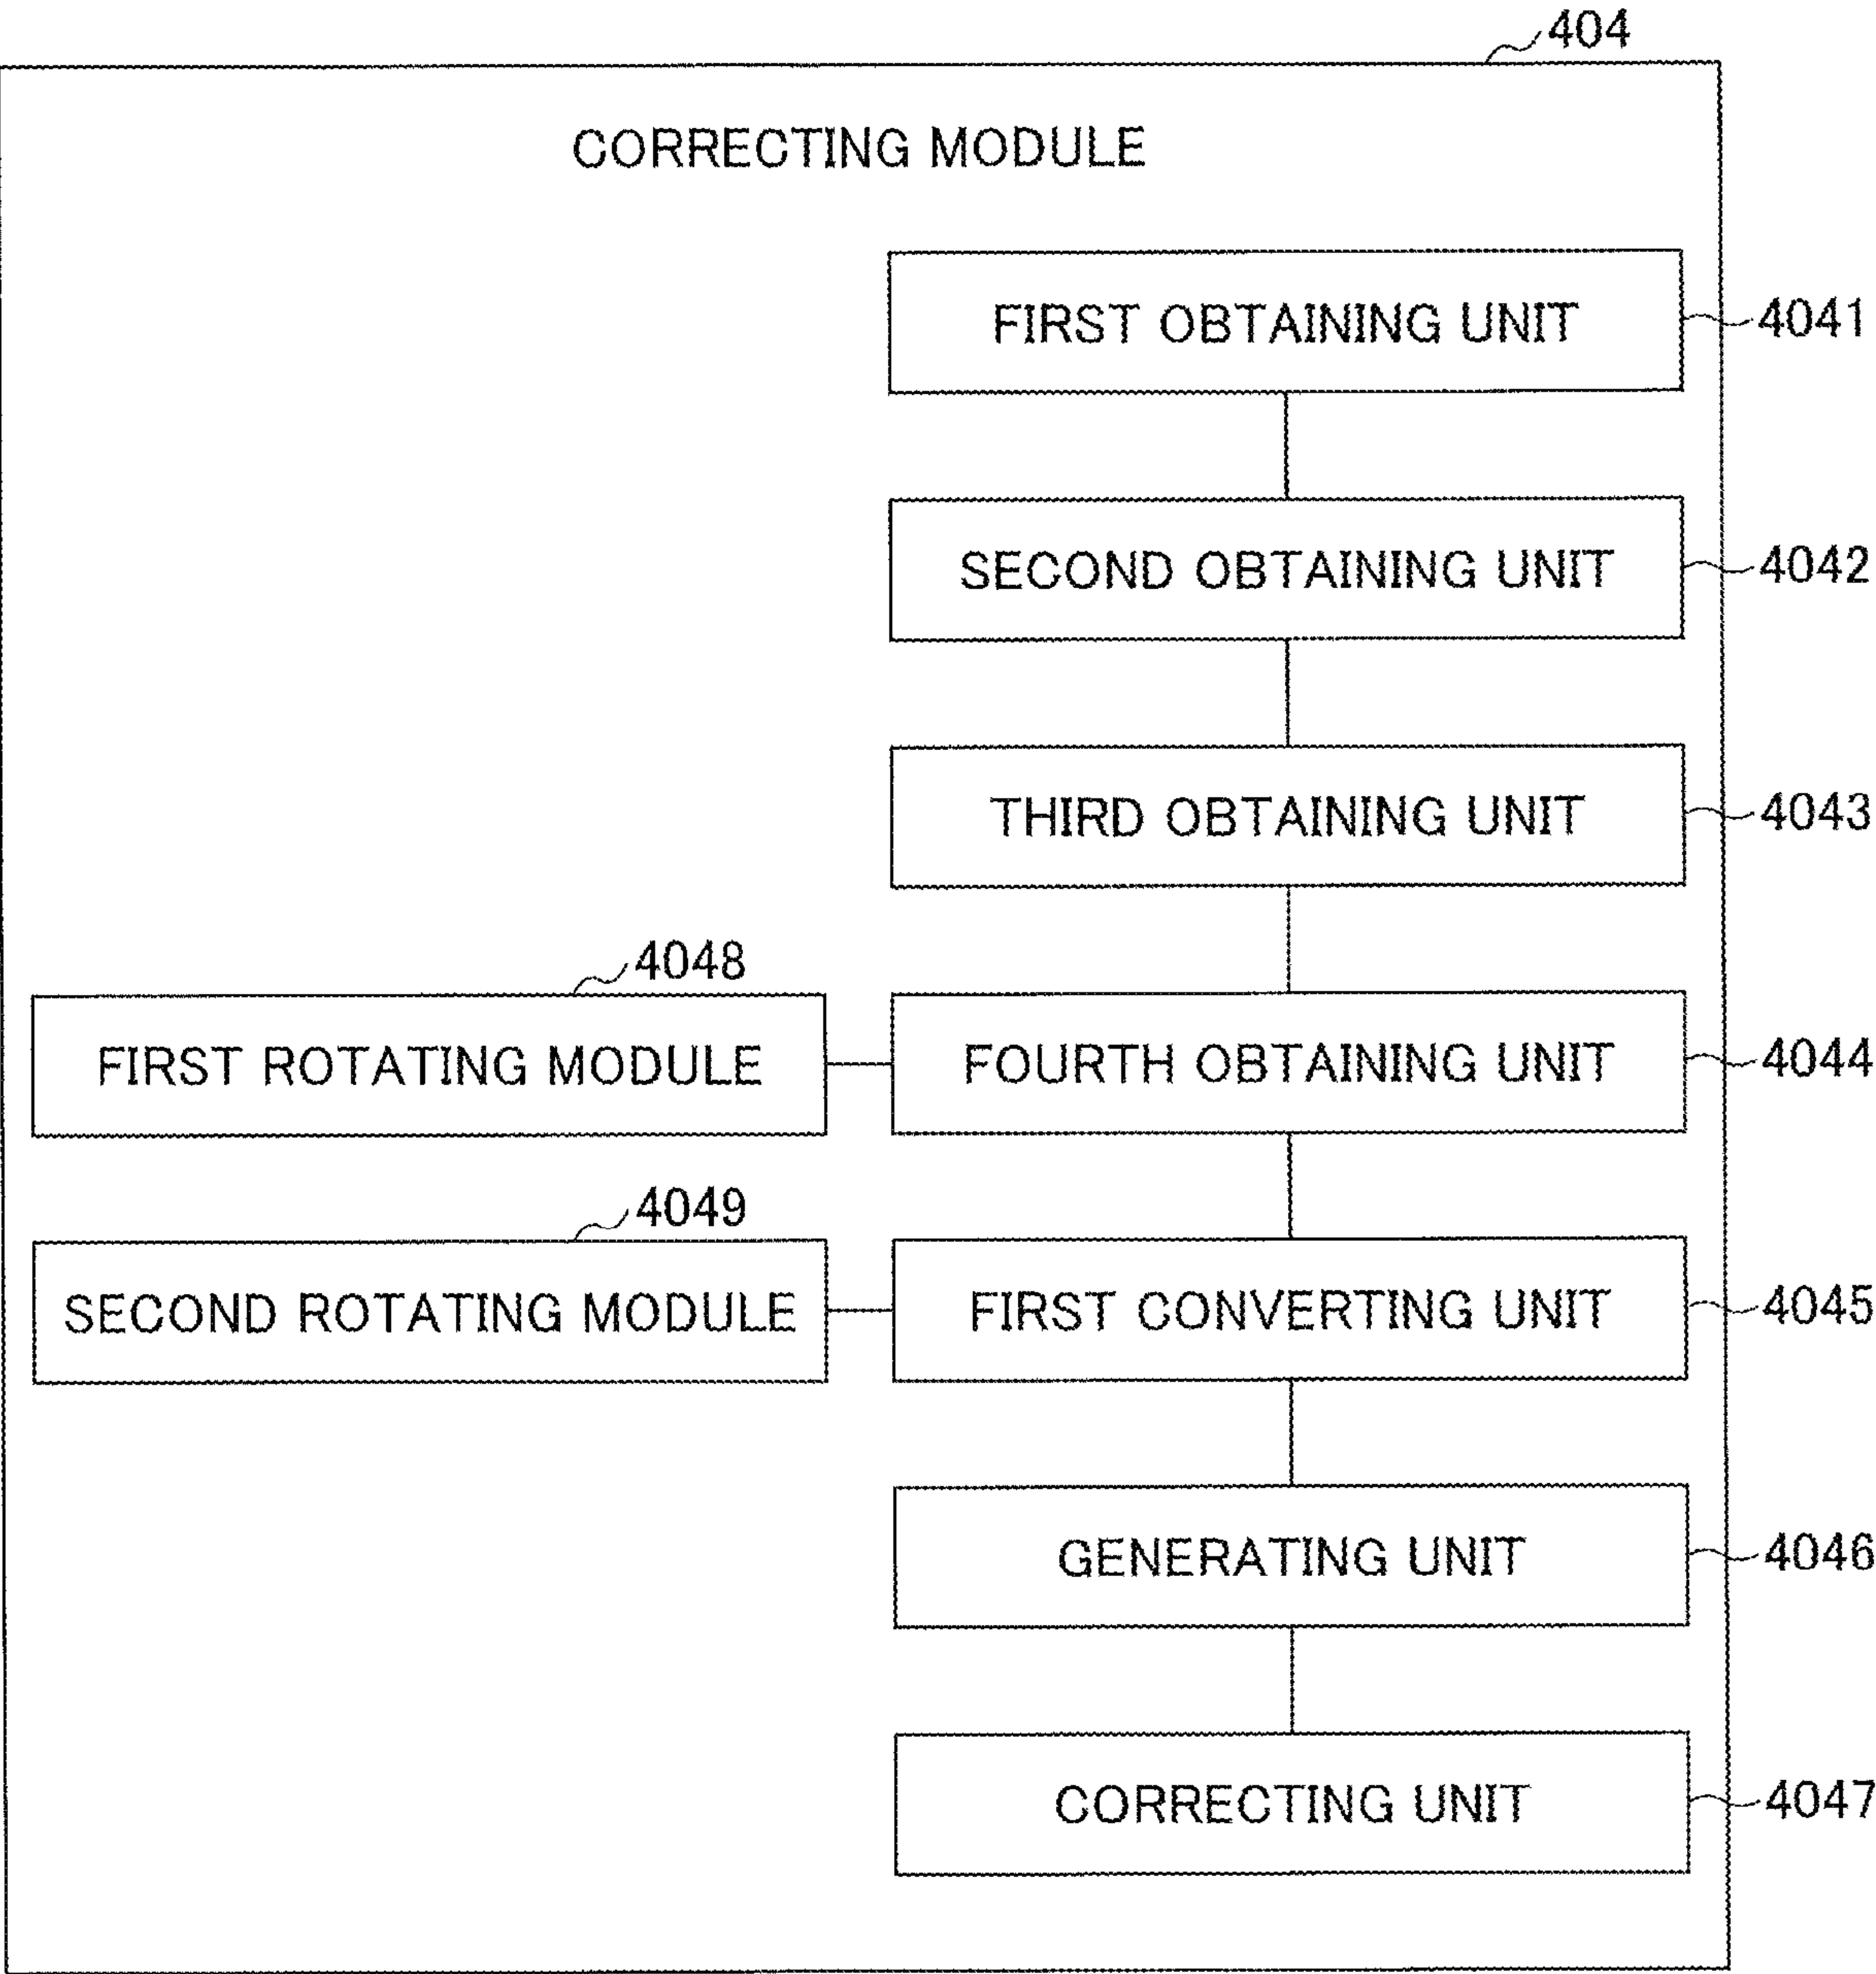 404
CORRECTING MODULE
FIRST OBTAINING UNIT
4041
SECOND OBTAINING UNIT
4042
THIRD OBTAINING UNIT
4043
4048
FIRST ROTATING MODULE
FOURTH OBTAINING UNIT
4044
4049
SECOND ROTATING MODULE
FIRST CONVERTING UNIT
4045
GENERATING UNIT
4046
CORRECTING UNIT
4047